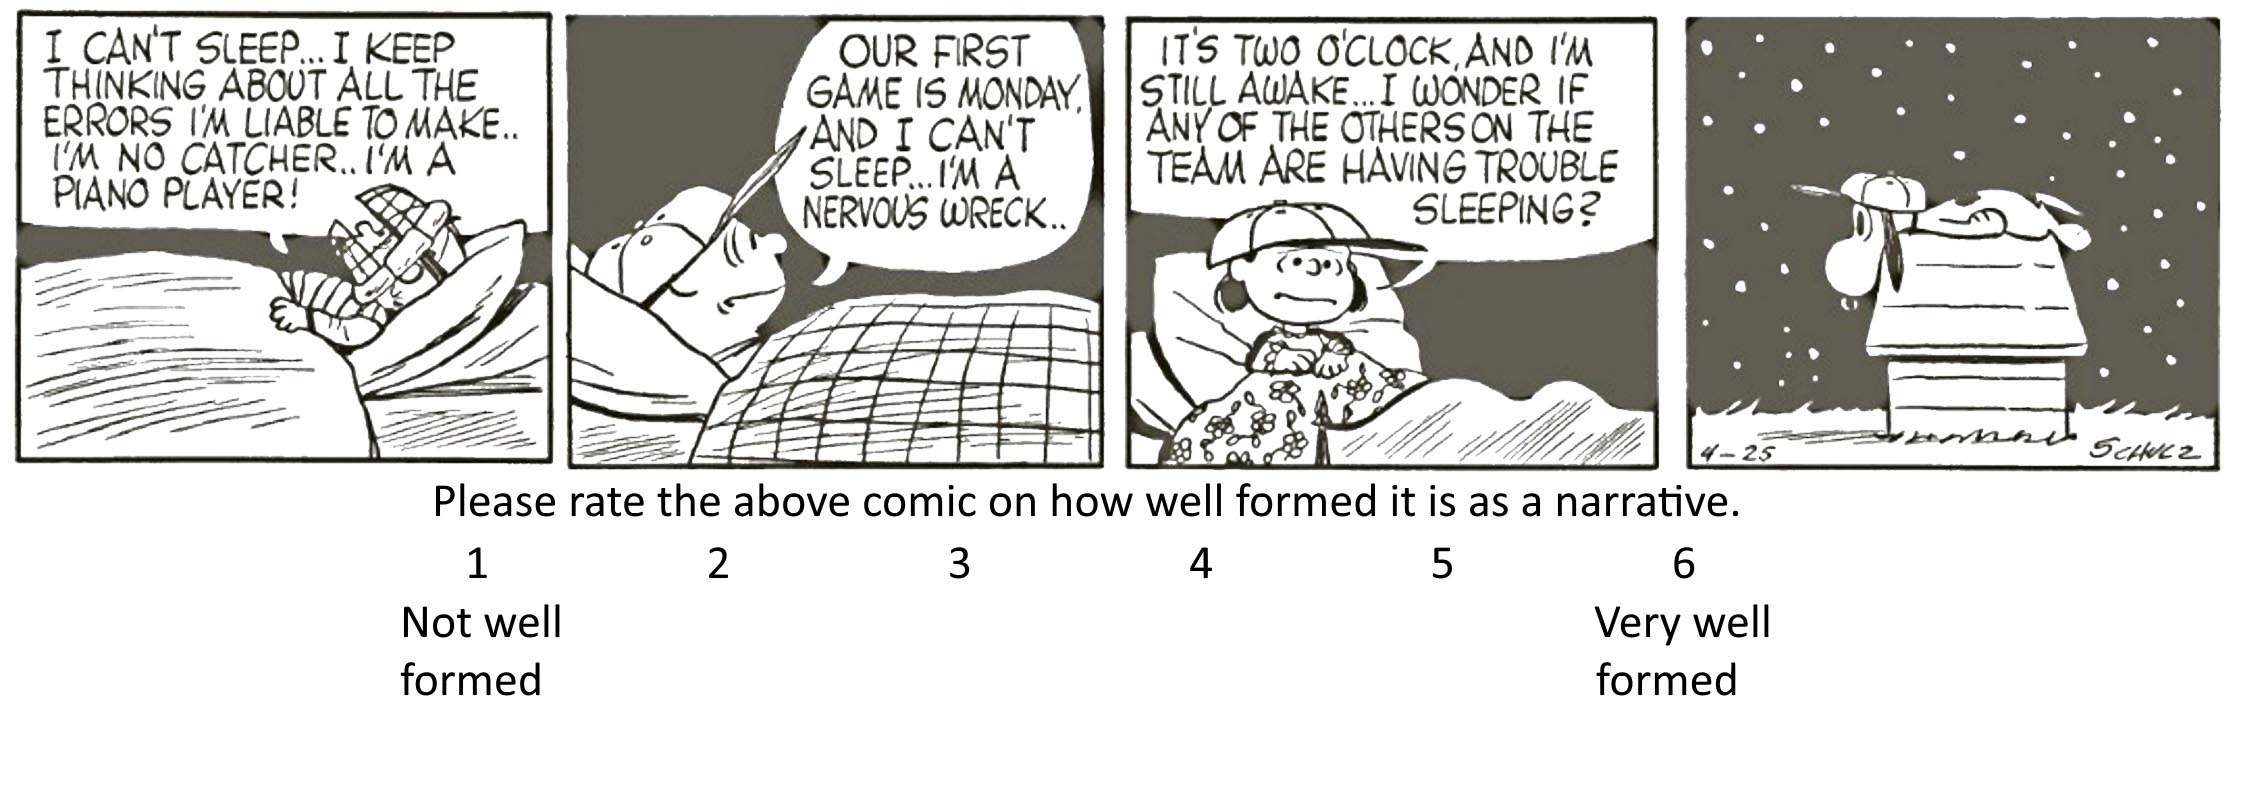 I CAN'T SLEEP...I KEEP
THINKING ABOUT ALL THE
ERRORS I'M LIABLE TO MAKE..
I'M NO CATCHER..I'M A
PIANO PLAYER!
OUR FIRST
GAME IS MONDAY,
AND I CAN'T
SLEEP...I'M A
NERVOUS WRECK..
IT'S TWO O'CLOCK, AND I'M
STILL AWAKE...I WONDER IF
ANY OF THE OTHERS ON THE
TEAM ARE HAVING TROUBLE
SLEEPING?
4-25 SCHULZ
Please rate the above comic on how well formed it is as a narrative.
1 2 3 4 5 6
Not well Very well
formed formed